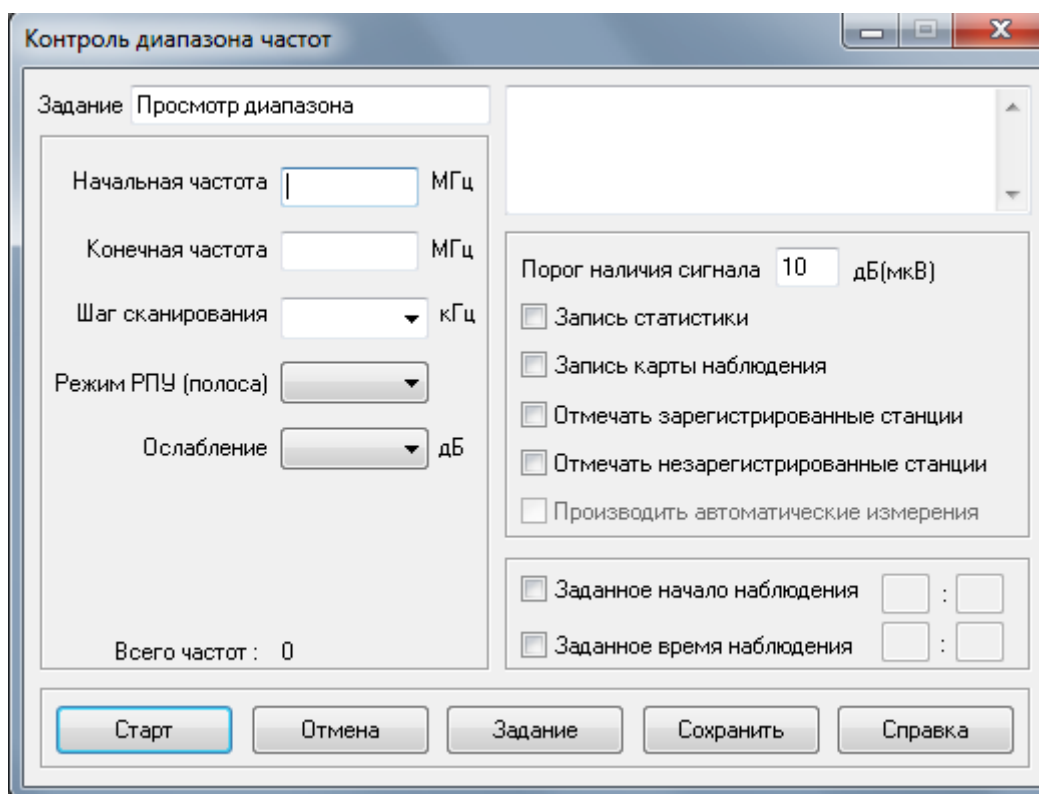 Контроль диапазона частот
Задание Просмотр диапазона
Начальная частота МГц
Конечная частота МГц
Шаг сканирования кГц
Режим РПУ (полоса)
Ослабление дБ
Всего частот : 0
Порог наличия сигнала 10 дБ(мкВ)
Запись статистики
Запись карты наблюдения
Отмечать зарегистрированные станции
Отмечать незарегистрированные станции
Производить автоматические измерения
Заданное начало наблюдения :
Заданное время наблюдения :
Старт Отмена Задание Сохранить Справка